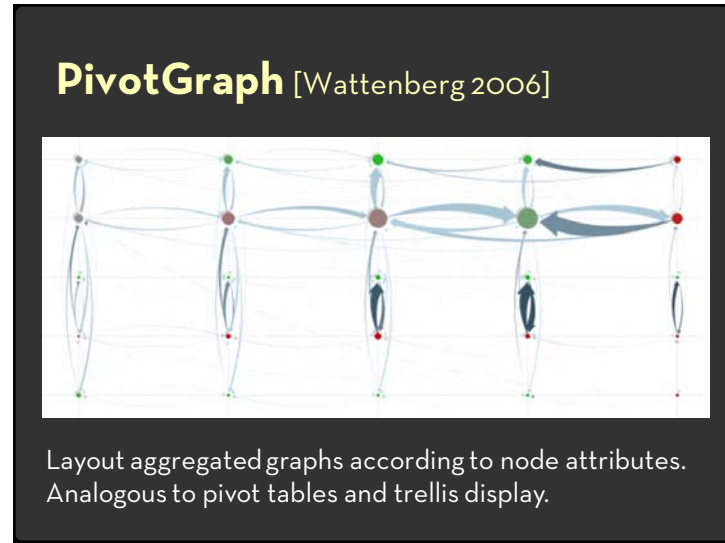 PivotGraph [Wattenberg 2006]
Layout aggregated graphs according to node attributes.
Analogous to pivot tables and trellis display.